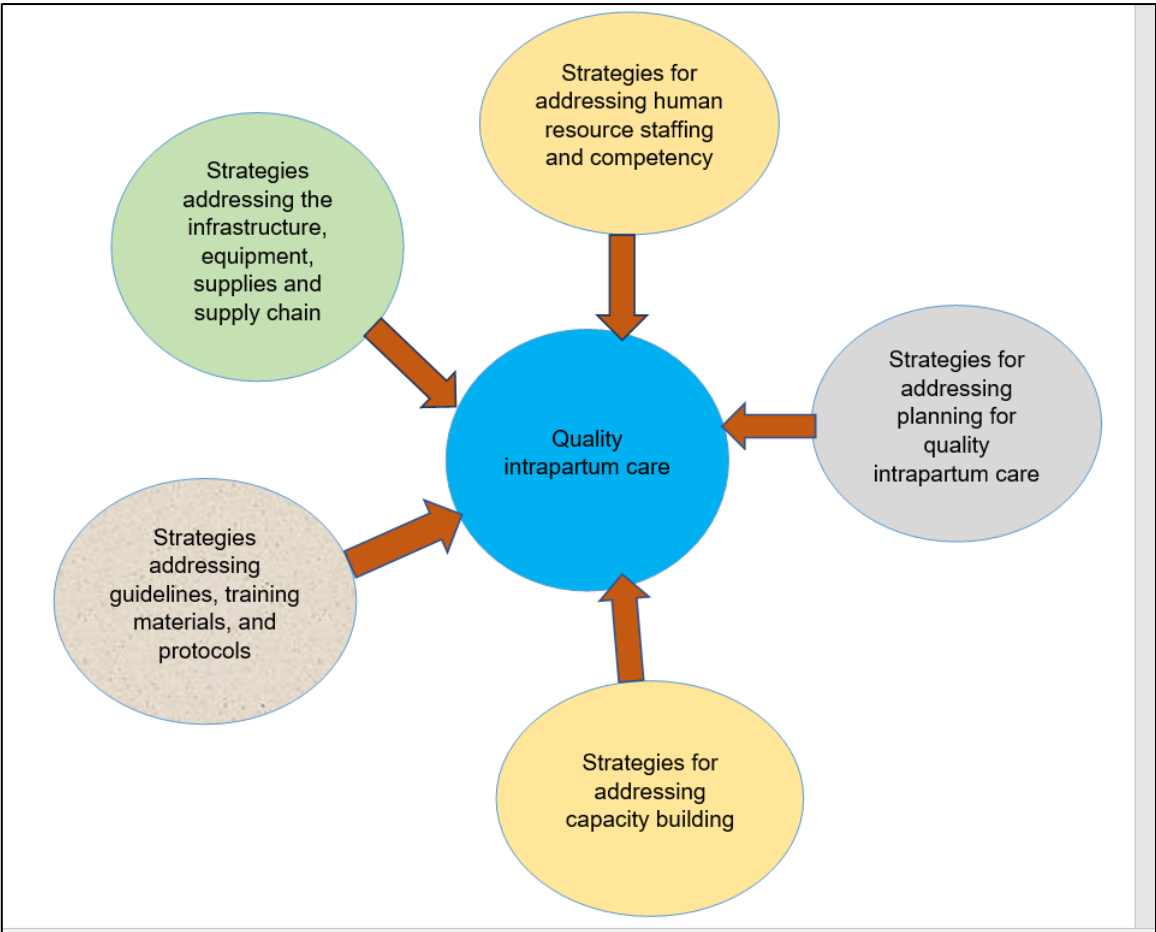 Strategies for
addressing human
resource staffing
and competency
Strategies
addressing the
infrastructure,
equipment,
supplies and
supply chain
Strategies for
addressing
planning for
quality
intrapartum care
Quality
intrapartum care
Strategies
addressing
guidelines, training
materials, and
protocols
Strategies for
addressing
capacity building